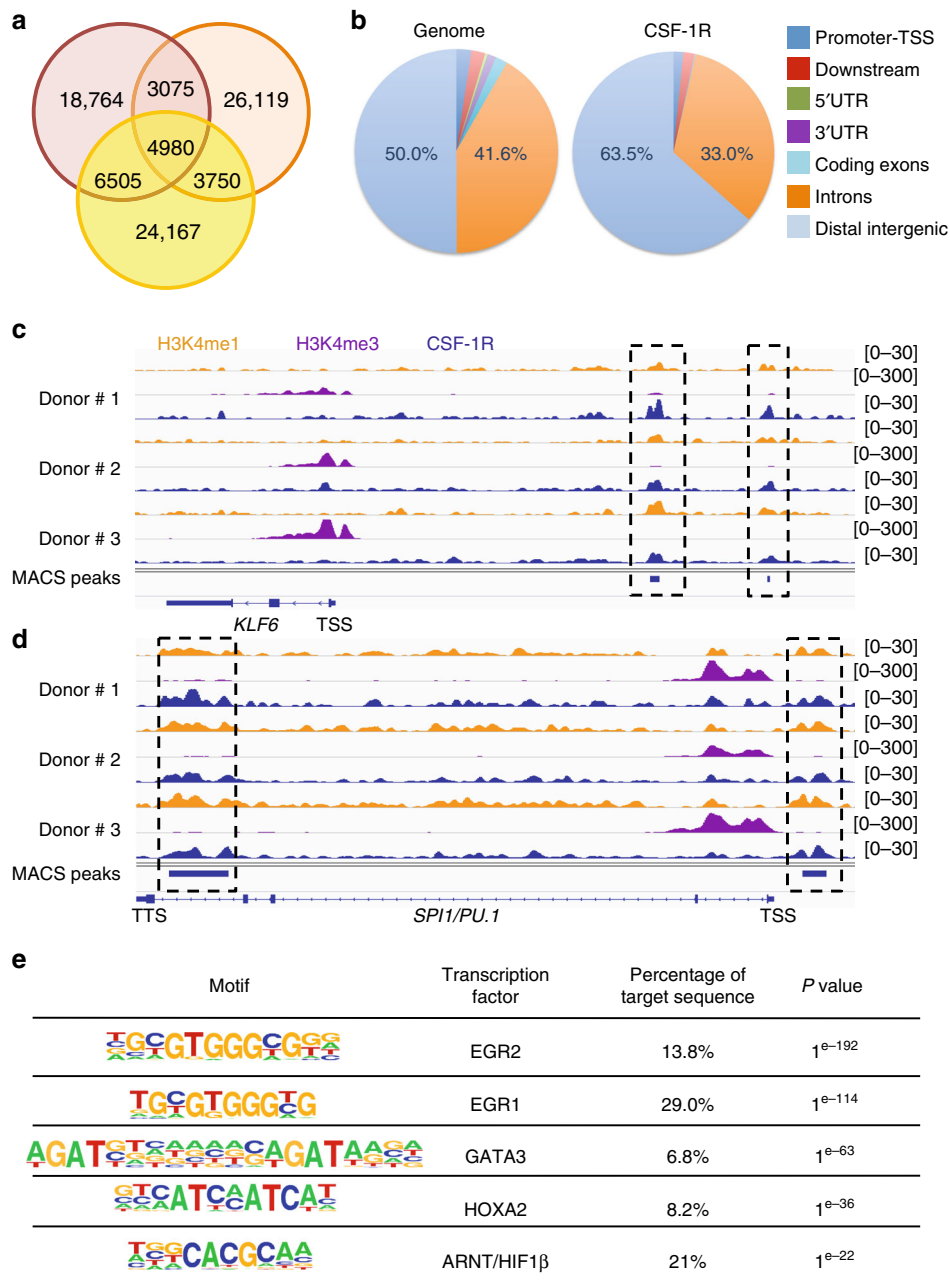 a
18,764
3075
26,119
4980
6505
3750
24,167
b
Genome
CSF-1R
50.0%
41.6%
63.5%
33.0%
Promoter-TSS
Downstream
5′UTR
3′UTR
Coding exons
Introns
Distal intergenic
c
H3K4me1
H3K4me3
CSF-1R
Donor # 1
Donor # 2
Donor # 3
MACS peaks
[0–30]
[0–300]
[0–30]
[0–30]
[0–300]
[0–30]
[0–30]
[0–300]
[0–30]
KLF6
TSS
d
Donor # 1
Donor # 2
Donor # 3
MACS peaks
[0–30]
[0–300]
[0–30]
[0–30]
[0–300]
[0–30]
[0–30]
[0–300]
[0–30]
TTS
SPI1/PU.1
TSS
e
Motif
Transcription factor
Percentage of target sequence
P value
TGCGTGGGCGGG
EGR2
13.8%
1e–192
TGCGTGGGTG
EGR1
29.0%
1e–114
GATA3
6.8%
1e–63
HOXA2
8.2%
1e–36
ARNT/HIF1β
21%
1e–22